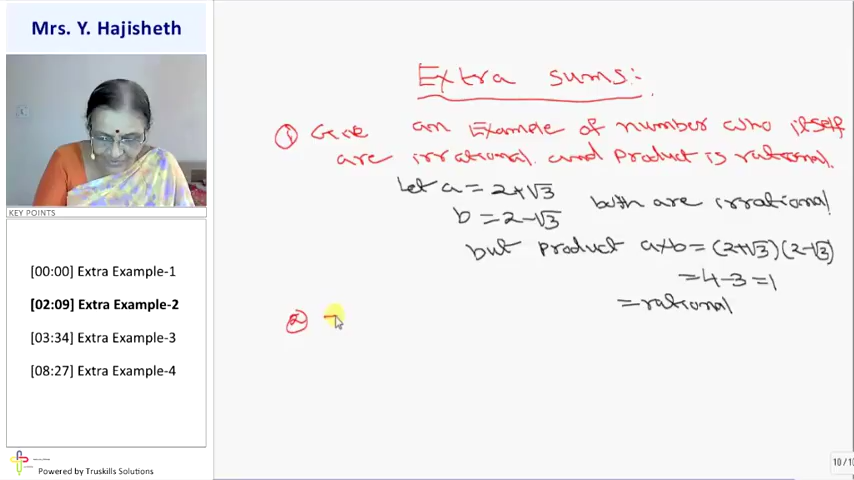 Mrs. Y. Hajisheth
KEY POINTS
[00:00] Extra Example-1
[02:09] Extra Example-2
[03:34] Extra Example-3
[08:27] Extra Example-4
Powered by Truskills Solutions
Extra sums:
① Give an Example of number who itself
are irrational and product is rational.
Let a = 2+√3
b = 2-√3 both are irrational
but product a×b = (2+√3)(2-√3)
= 4-3 = 1
= rational
②
10/1